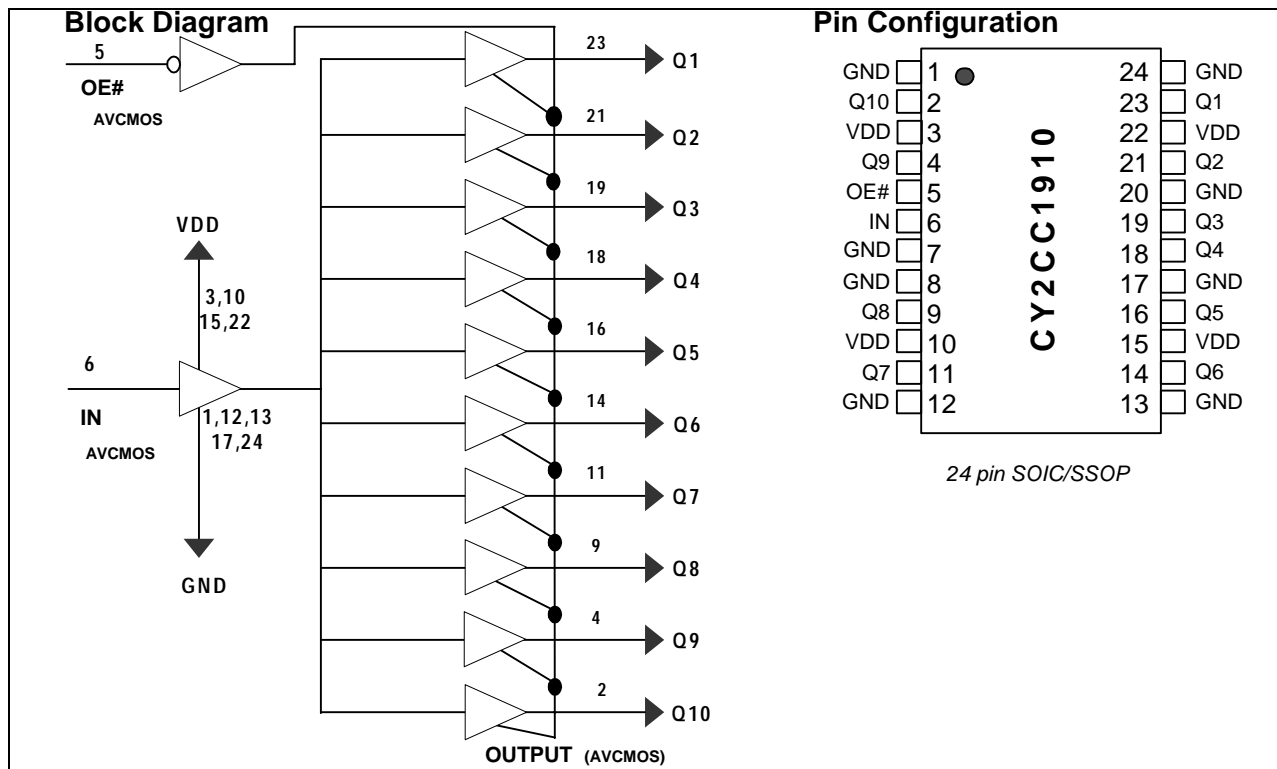 Block Diagram
5
OE#
AVCMOS
VDD
3,10
15,22
6
IN
AVCMOS
1,12,13
17,24
GND
23
Q1
21
Q2
19
Q3
18
Q4
16
Q5
14
Q6
11
Q7
9
Q8
4
Q9
2
Q10
OUTPUT (AVCMOS)
Pin Configuration
GND 1 24 GND
Q10 2 23 Q1
VDD 3 22 VDD
Q9 4 21 Q2
OE# 5 20 GND
IN 6 19 Q3
GND 7 18 Q4
GND 8 17 GND
Q8 9 16 Q5
VDD 10 15 VDD
Q7 11 14 Q6
GND 12 13 GND
CY2CC1910
24 pin SOIC/SSOP